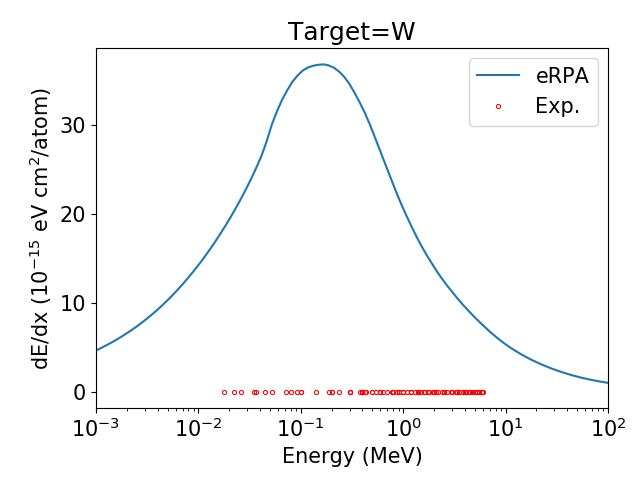 Target=W
eRPA
Exp.
dE/dx (10⁻¹⁵ eV cm²/atom)
30
20
10
0
10⁻³
10⁻²
10⁻¹
10⁰
10¹
10²
Energy (MeV)